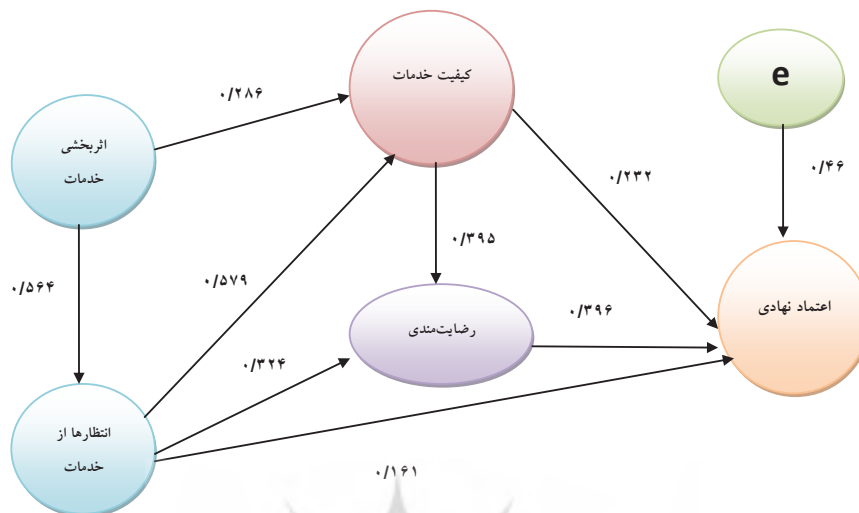 کیفیت خدمات
e
۰/۲۸۶
اثربخشی
خدمات
۰/۲۳۲
۰/۴۶
۰/۳۹۵
۰/۵۶۴
۰/۵۷۹
رضایت‌مندی
۰/۳۹۶
اعتماد نهادی
۰/۳۲۴
انتظارها از
خدمات
۰/۱۶۱